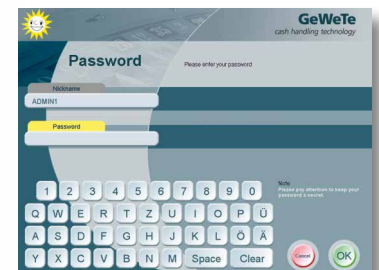 GeWeTe
cash handling technology
Password
Please enter your password
Nickname
ADMIN1
Password
1 2 3 4 5 6 7 8 9 0
Q W E R T Z U I O P Ü
A S D F G H J K L Ö Ä
Y X C V B N M Space Clear
Note
Please pay attention to keep your
password a secret.
Cancel
OK